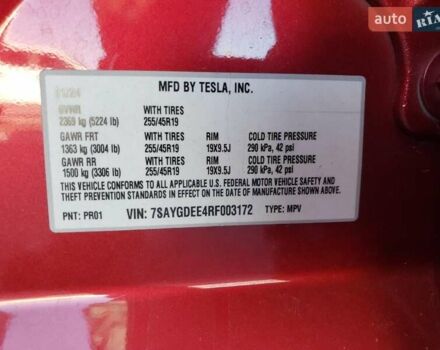 auto RIA
MFD BY TESLA, INC.
GVWR WITH TIRES
2369 kg (5224 lb) 255/45R19
GAWR FRT WITH TIRES RIM COLD TIRE PRESSURE
1363 kg (3004 lb) 255/45R19 19X9.5J 290 kPa, 42 psi
GAWR RR WITH TIRES RIM COLD TIRE PRESSURE
1500 kg (3306 lb) 255/45R19 19X9.5J 290 kPa, 42 psi
THIS VEHICLE CONFORMS TO ALL APPLICABLE U.S. FEDERAL MOTOR VEHICLE SAFETY AND
THEFT PREVENTION STANDARDS IN EFFECT ON THE DATE OF MANUFACTURE SHOWN ABOVE.
PNT: PR01 VIN: 7SAYGDEE4RF003172 TYPE: MPV